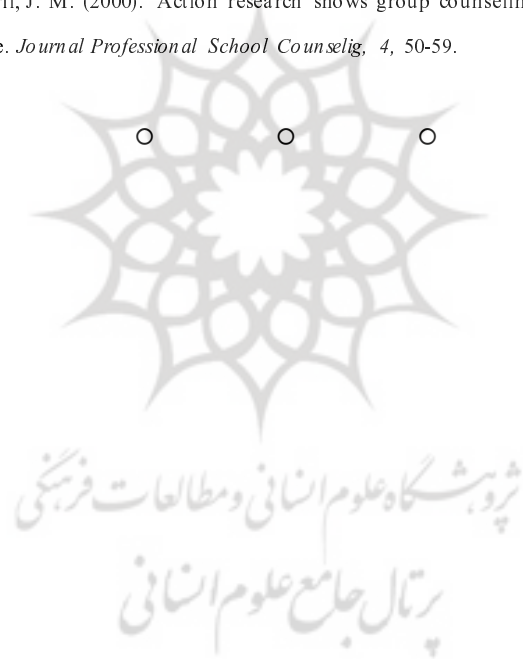 J. M. (2000). Action research shows group counselin
e. Journal Professional School Counselig, 4, 50-59.
پژوهشگاه علوم انسانی و مطالعات فرهنگی
پرتال جامع علوم انسانی